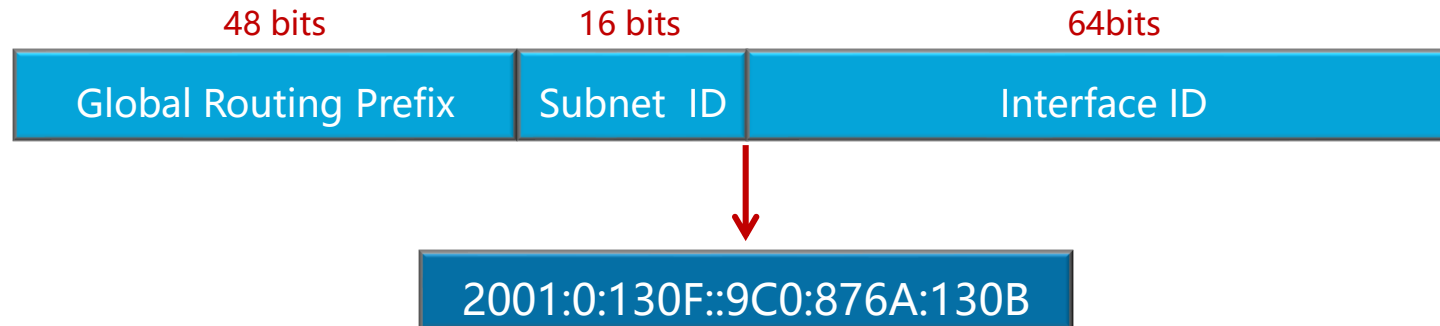 48 bits 16 bits 64bits
Global Routing Prefix Subnet ID Interface ID
2001:0:130F::9C0:876A:130B